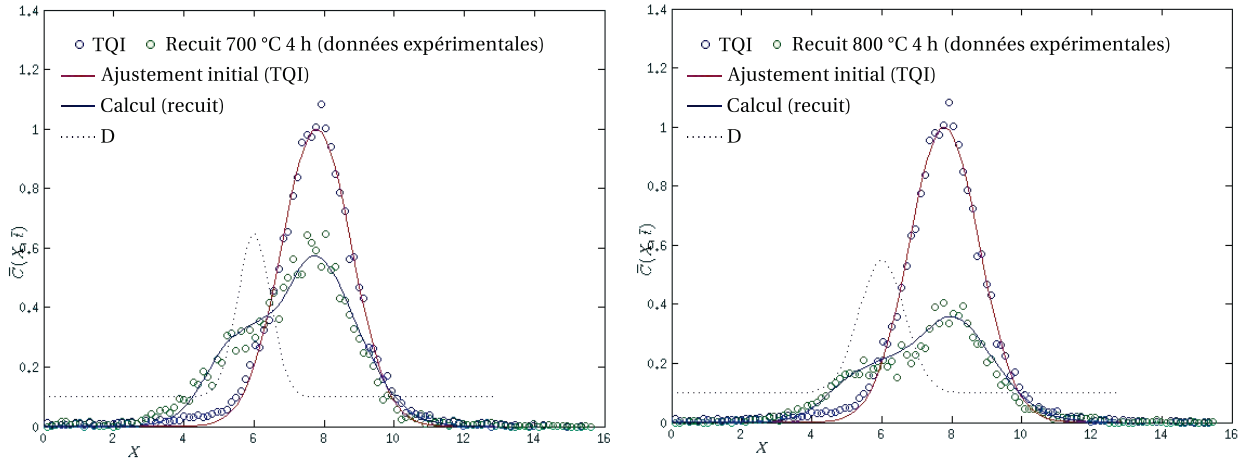 TQI Recuit 700 °C 4 h (données expérimentales)
Ajustement initial (TQI)
Calcul (recuit)
D
1.4
1.2
1
0.8
0.6
0.4
0.2
0
0 2 4 6 8 10 12 14 16
X
C̅(X, t̅)
TQI Recuit 800 °C 4 h (données expérimentales)
Ajustement initial (TQI)
Calcul (recuit)
D
1.4
1.2
1
0.8
0.6
0.4
0.2
0
0 2 4 6 8 10 12 14 16
X
C̅(X, t̅)